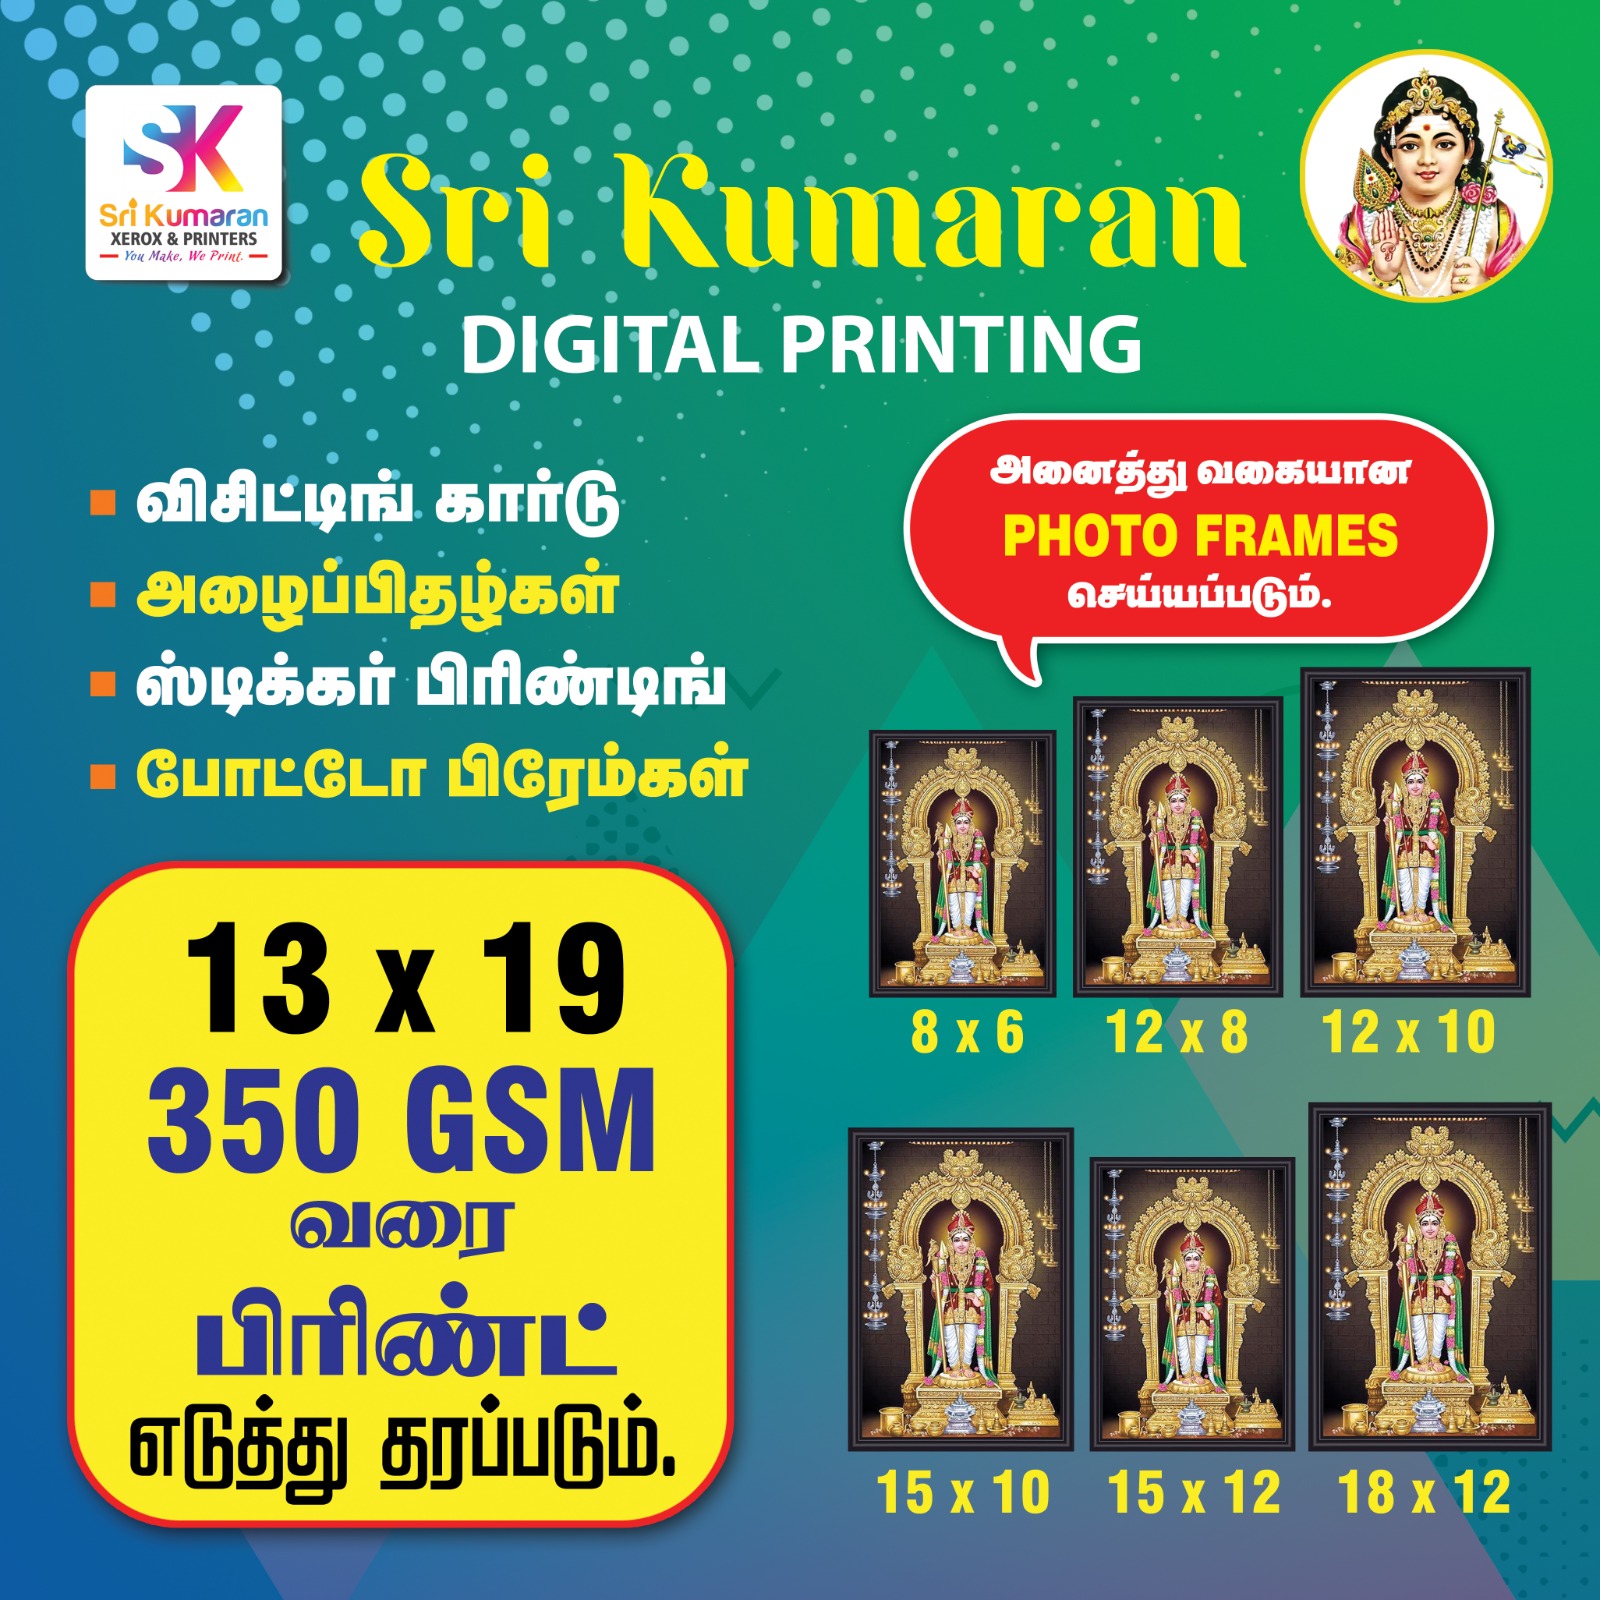 SK
Sri Kumaran
XEROX & PRINTERS
You Make, We Print.
Sri Kumaran
DIGITAL PRINTING
விசிட்டிங் கார்டு
அழைப்பிதழ்கள்
ஸ்டிக்கர் பிரிண்டிங்
போட்டோ பிரேம்கள்
அனைத்து வகையான
PHOTO FRAMES
செய்யப்படும்.
13 x 19
350 GSM
வரை
பிரிண்ட்
எடுத்து தரப்படும்.
8 x 6
12 x 8
12 x 10
15 x 10
15 x 12
18 x 12